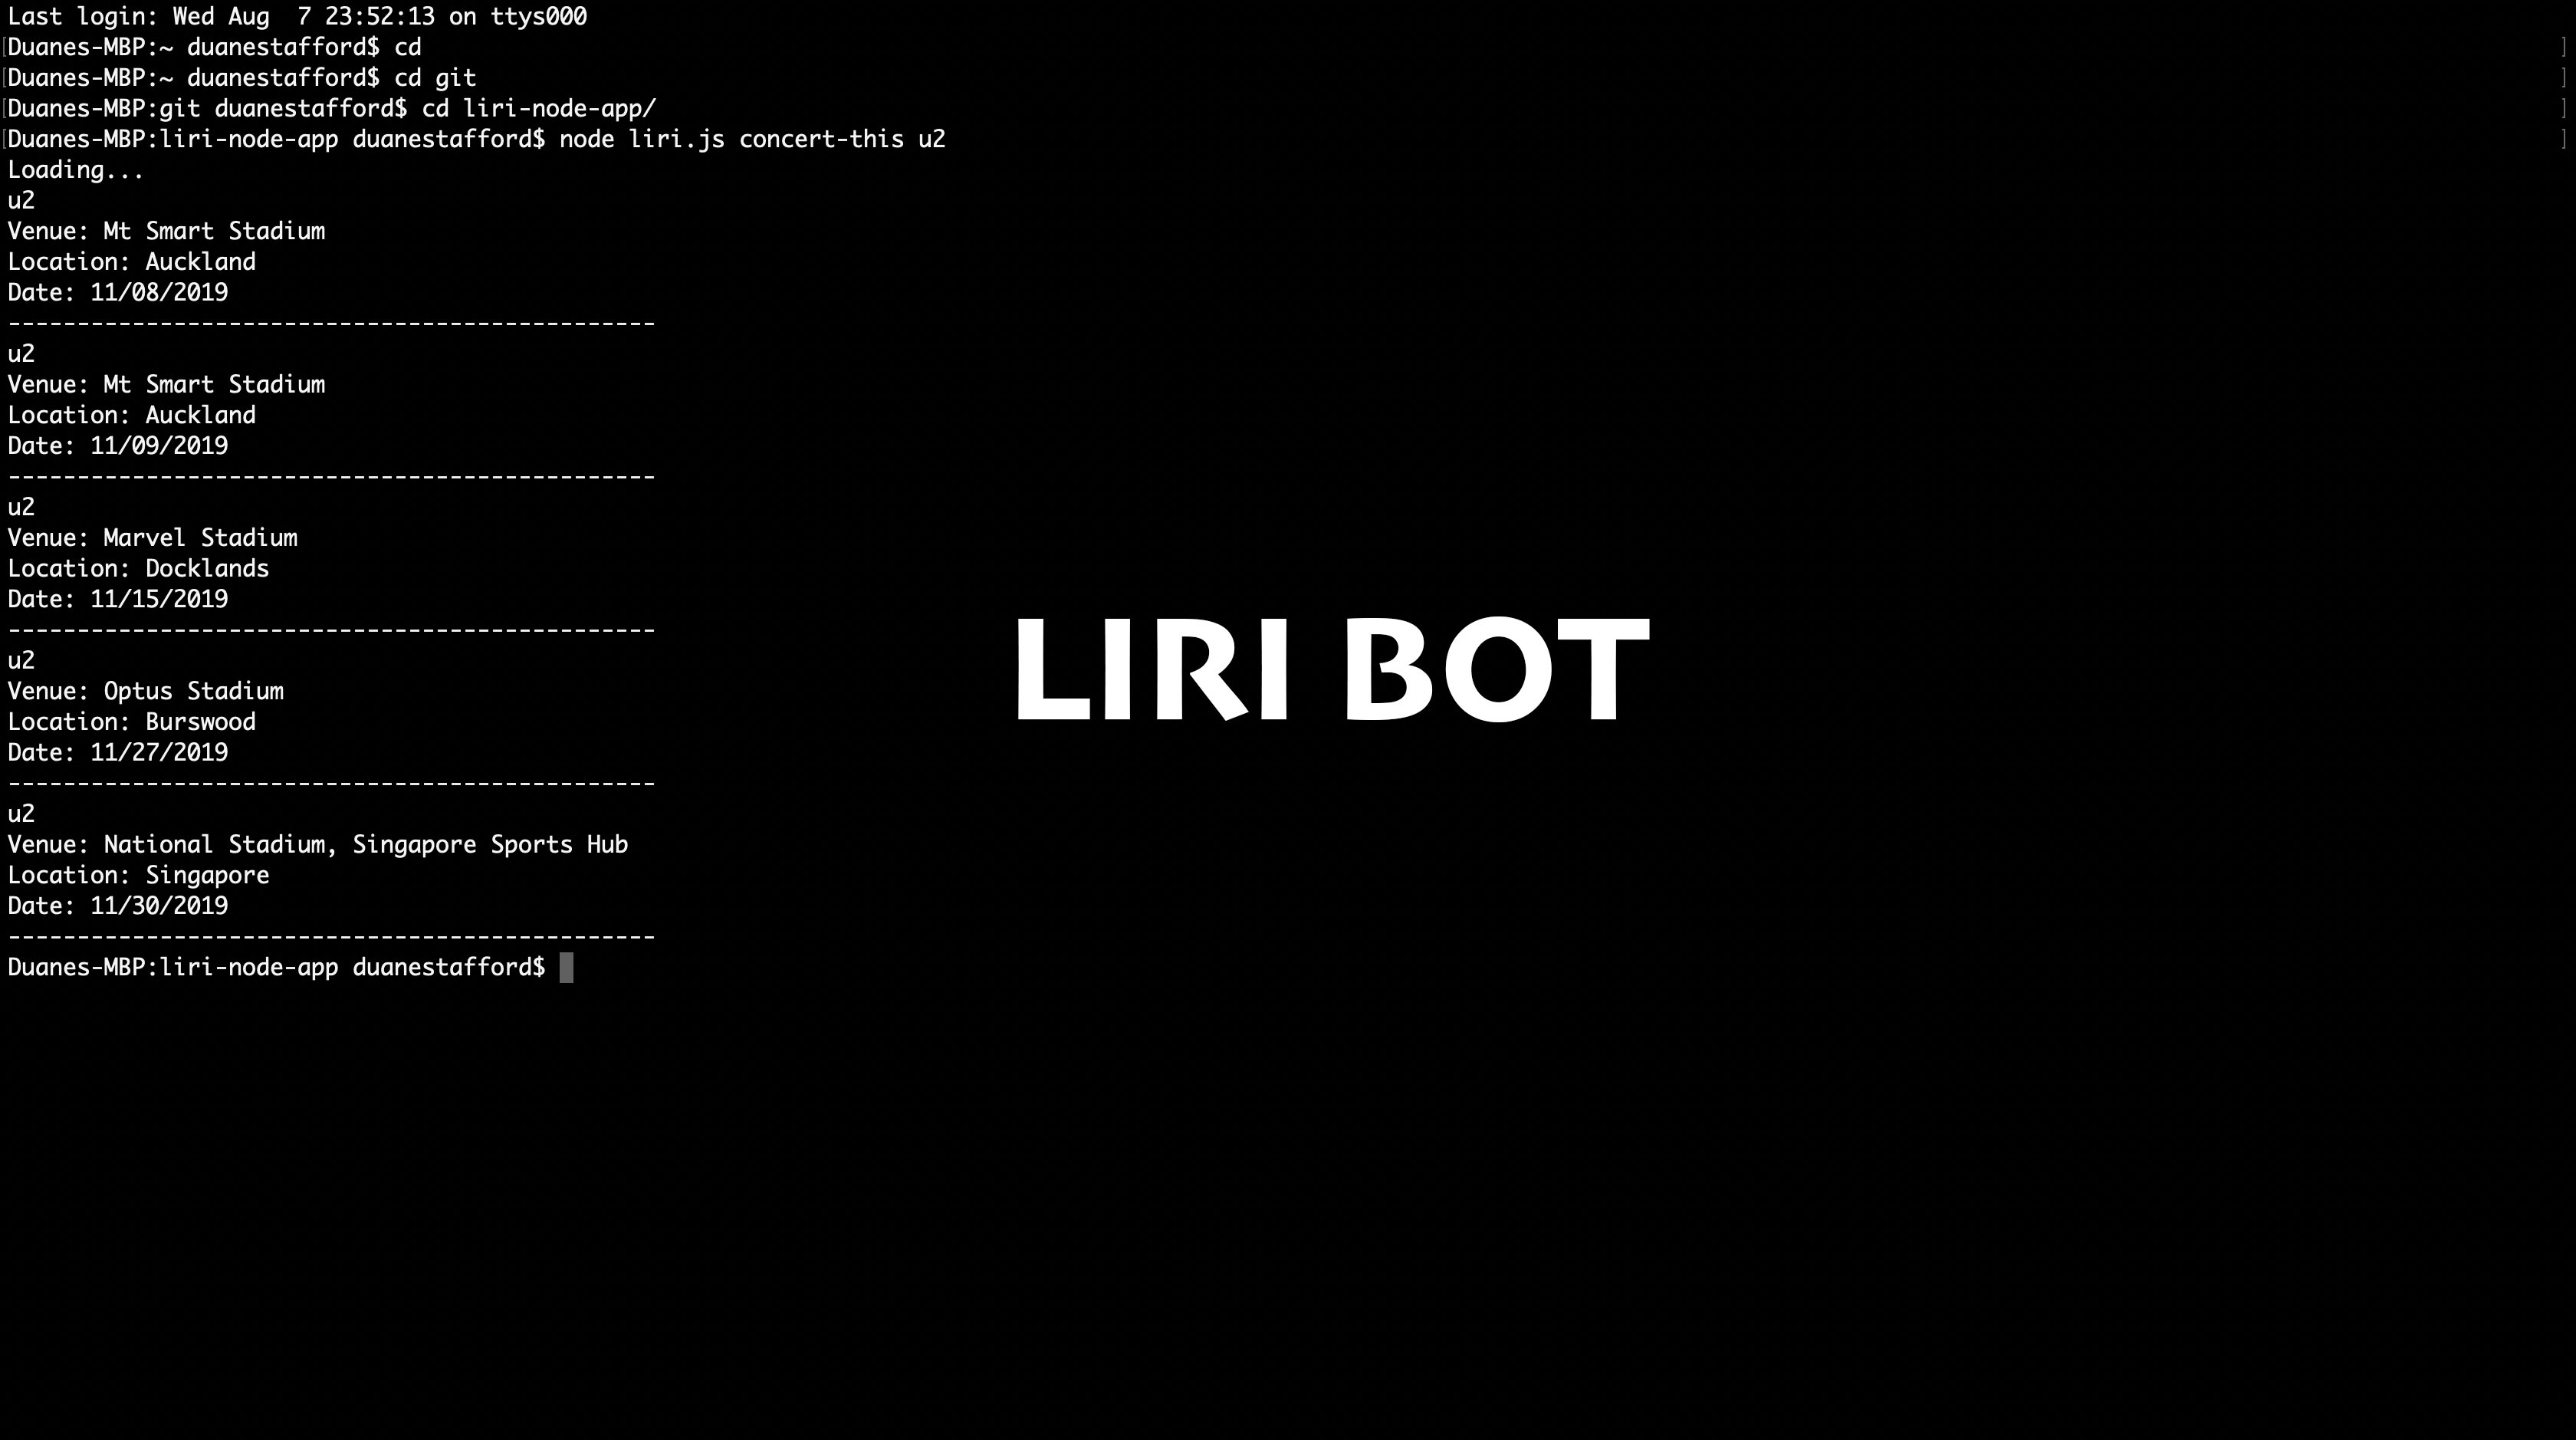 Last login: Wed Aug  7 23:52:13 on ttys000
[Duanes-MBP:~ duanestafford$ cd ]
[Duanes-MBP:~ duanestafford$ cd git ]
[Duanes-MBP:git duanestafford$ cd liri-node-app/ ]
[Duanes-MBP:liri-node-app duanestafford$ node liri.js concert-this u2 ]
Loading...
u2
Venue: Mt Smart Stadium
Location: Auckland
Date: 11/08/2019
-----------------------------------------------
u2
Venue: Mt Smart Stadium
Location: Auckland
Date: 11/09/2019
-----------------------------------------------
u2
Venue: Marvel Stadium
Location: Docklands
Date: 11/15/2019
-----------------------------------------------
u2
Venue: Optus Stadium
Location: Burswood
Date: 11/27/2019
-----------------------------------------------
u2
Venue: National Stadium, Singapore Sports Hub
Location: Singapore
Date: 11/30/2019
-----------------------------------------------
Duanes-MBP:liri-node-app duanestafford$
LIRI BOT